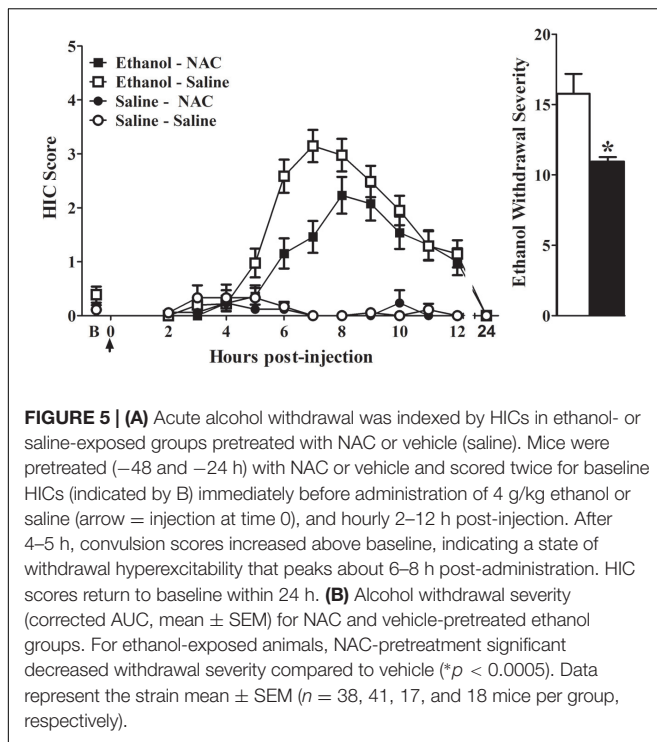 5
4
3
2
1
0
HIC Score
Ethanol - NAC
Ethanol - Saline
Saline - NAC
Saline - Saline
B 0 2 4 6 8 10 12 24
Hours post-injection
20
15
10
5
0
Ethanol Withdrawal Severity
*
FIGURE 5 | (A) Acute alcohol withdrawal was indexed by HICs in ethanol- or
saline-exposed groups pretreated with NAC or vehicle (saline). Mice were
pretreated (−48 and −24 h) with NAC or vehicle and scored twice for baseline
HICs (indicated by B) immediately before administration of 4 g/kg ethanol or
saline (arrow = injection at time 0), and hourly 2–12 h post-injection. After
4–5 h, convulsion scores increased above baseline, indicating a state of
withdrawal hyperexcitability that peaks about 6–8 h post-administration. HIC
scores return to baseline within 24 h. (B) Alcohol withdrawal severity
(corrected AUC, mean ± SEM) for NAC and vehicle-pretreated ethanol
groups. For ethanol-exposed animals, NAC-pretreatment significant
decreased withdrawal severity compared to vehicle (*p < 0.0005). Data
represent the strain mean ± SEM (n = 38, 41, 17, and 18 mice per group,
respectively).